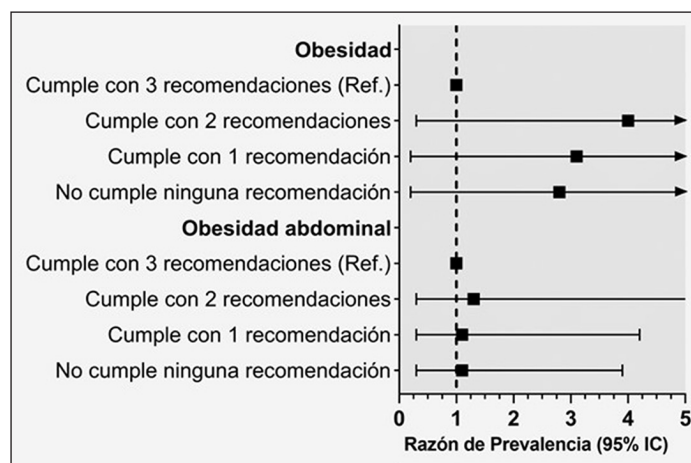 Obesidad
Cumple con 3 recomendaciones (Ref.)
Cumple con 2 recomendaciones
Cumple con 1 recomendación
No cumple ninguna recomendación
Obesidad abdominal
Cumple con 3 recomendaciones (Ref.)
Cumple con 2 recomendaciones
Cumple con 1 recomendación
No cumple ninguna recomendación
0 1 2 3 4 5
Razón de Prevalencia (95% IC)